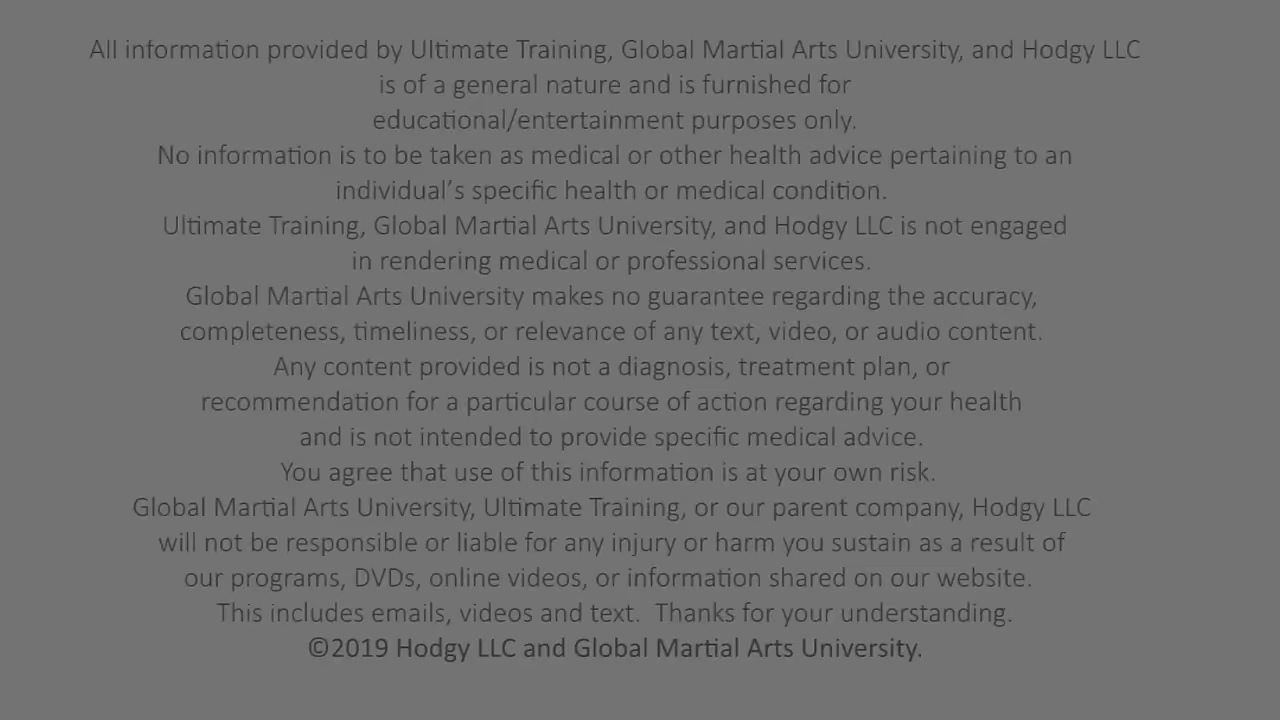 All information provided by Ultimate Training, Global Martial Arts University, and Hodgy LLC
is of a general nature and is furnished for
educational/entertainment purposes only.
No information is to be taken as medical or other health advice pertaining to an
individual’s specific health or medical condition.
Ultimate Training, Global Martial Arts University, and Hodgy LLC is not engaged
in rendering medical or professional services.
Global Martial Arts University makes no guarantee regarding the accuracy,
completeness, timeliness, or relevance of any text, video, or audio content.
Any content provided is not a diagnosis, treatment plan, or
recommendation for a particular course of action regarding your health
and is not intended to provide specific medical advice.
You agree that use of this information is at your own risk.
Global Martial Arts University, Ultimate Training, or our parent company, Hodgy LLC
will not be responsible or liable for any injury or harm you sustain as a result of
our programs, DVDs, online videos, or information shared on our website.
This includes emails, videos and text.  Thanks for your understanding.
©2019 Hodgy LLC and Global Martial Arts University.